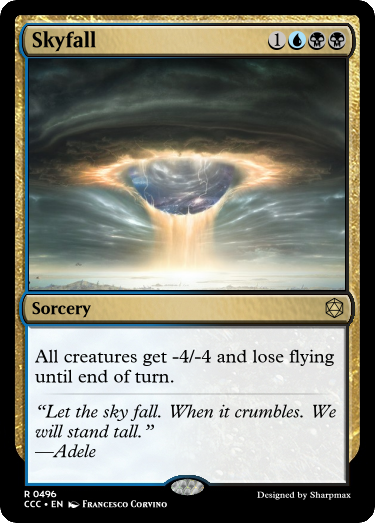 Skyfall 1
Sorcery
All creatures get -4/-4 and lose flying
until end of turn.
“Let the sky fall. When it crumbles. We
will stand tall.”
—Adele
R 0496
CCC • EN Francesco Corvino
Designed by Sharpmax